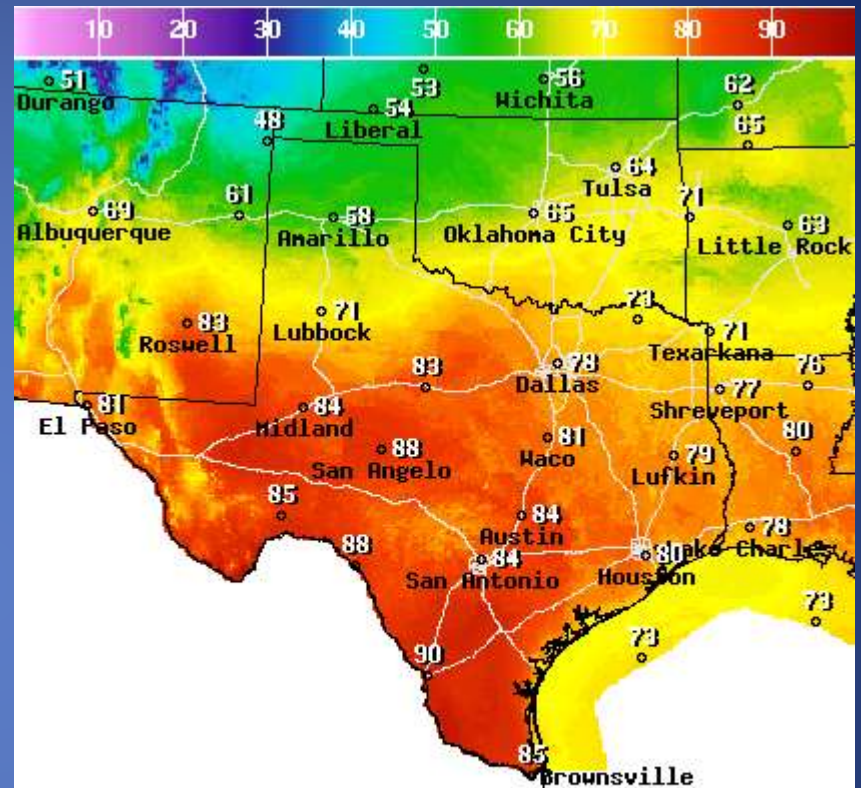 10 20 30 40 50 60 70 80 90
51 53 56 62
Durango Wichita
54
Liberal
48 65
64
Tulsa
69 61 58 65 71 63
Albuquerque Amarillo Oklahoma City Little Rock
83 71 73 71
Roswell Lubbock Texarkana
83 78 76
Dallas
81 84 77
El Paso Midland Shreveport
88 81 79 80
San Angelo Waco Lufkin
85 84 78
Austin
88 84 80 Lake Charles
San Antonio Houston
73 73
90
85
Brownsville